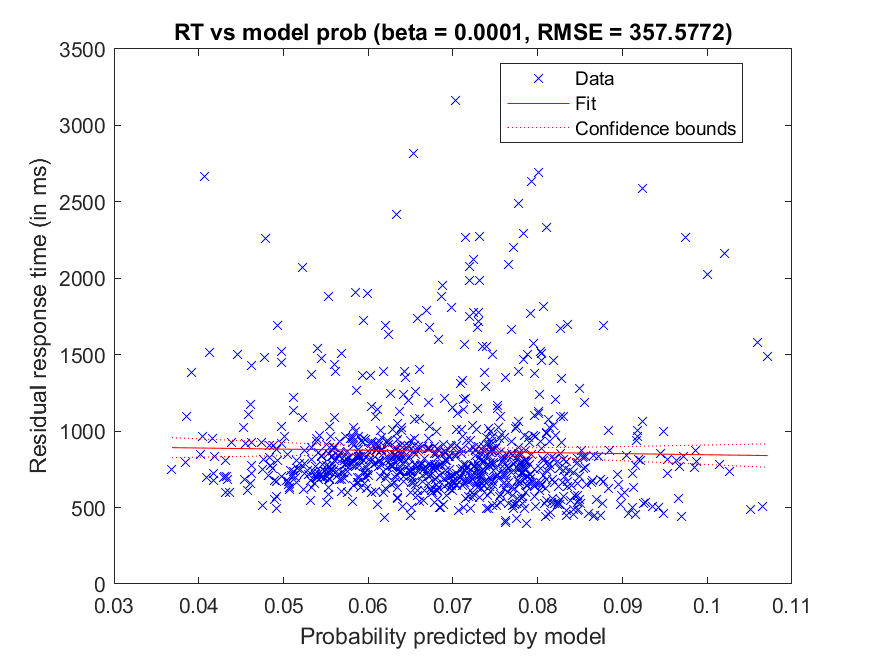 RT vs model prob (beta = 0.0001, RMSE = 357.5772)
3500
3000
2500
2000
1500
1000
500
0
Residual response time (in ms)
Data
Fit
Confidence bounds
0.03 0.04 0.05 0.06 0.07 0.08 0.09 0.1 0.11
Probability predicted by model